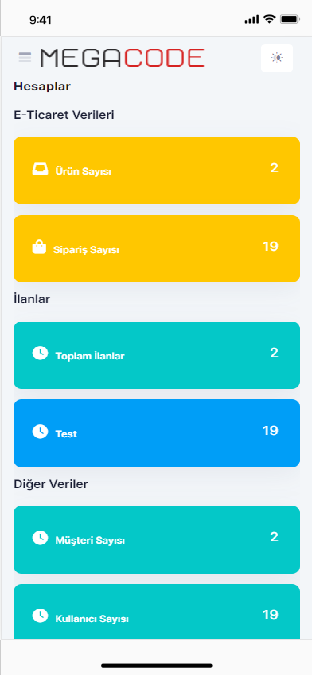 9:41
MEGACODE
Hesaplar
E-Ticaret Verileri
Ürün Sayısı 2
Sipariş Sayısı 19
İlanlar
Toplam İlanlar 2
Test 19
Diğer Veriler
Müşteri Sayısı 2
Kullanıcı Sayısı 19